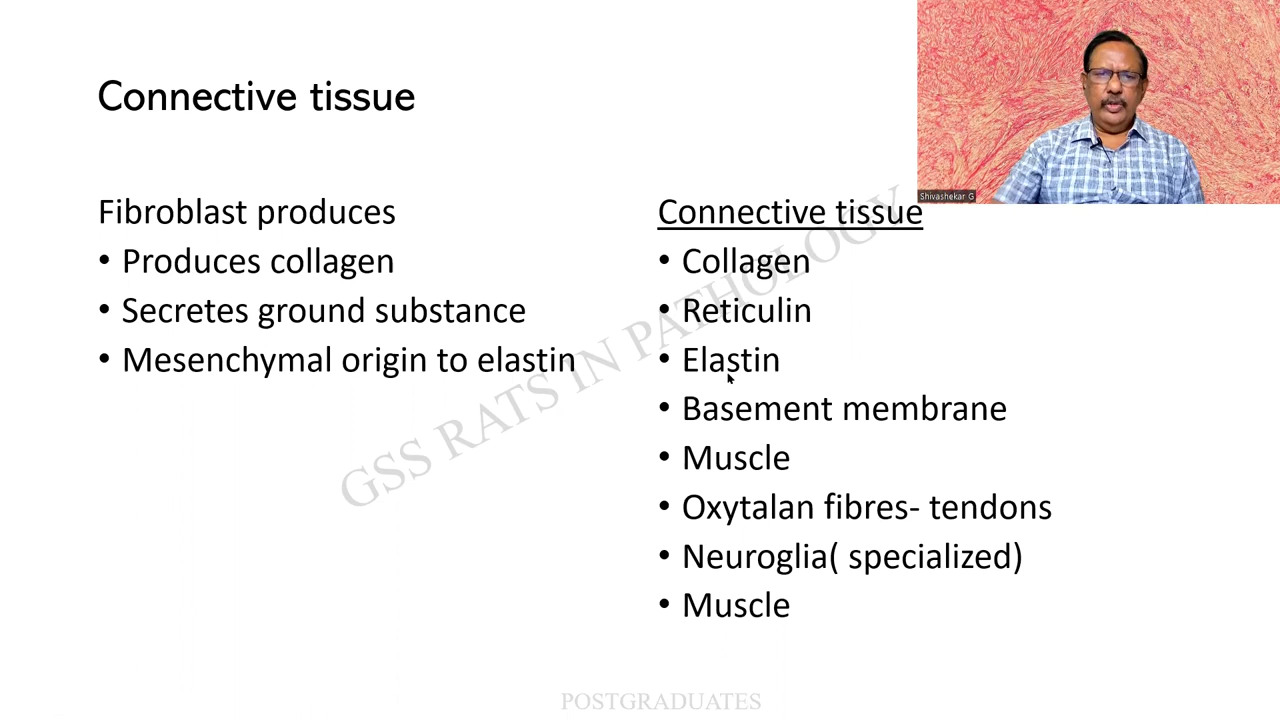 Connective tissue
Shivashekar G
Fibroblast produces
• Produces collagen
• Secretes ground substance
• Mesenchymal origin to elastin
Connective tissue
• Collagen
• Reticulin
• Elastin
• Basement membrane
• Muscle
• Oxytalan fibres- tendons
• Neuroglia( specialized)
• Muscle
GSS RATS IN PATHOLOGY
POSTGRADUATES